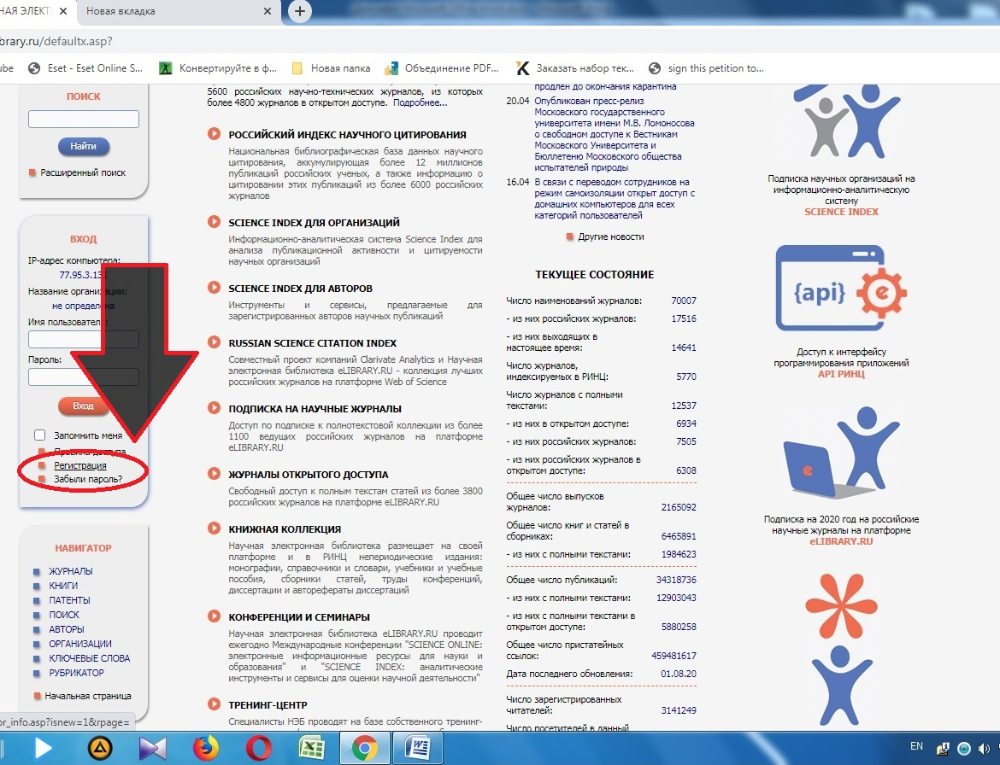 НАЯ ЭЛЕКТ
Новая вкладка
brary.ru/defaultx.asp?
ube
Eset - Eset Online S...
Конвертируйте в ф...
Новая папка
Объединение PDF...
Заказать набор тек...
sign this petition to...
ПОИСК
Найти
Расширенный поиск
ВХОД
IP-адрес компьютера:
77.95.3.13
Название организации:
не определена
Имя пользователя:
Пароль:
Вход
Запомнить меня
Правила доступа
Регистрация
Забыли пароль?
НАВИГАТОР
ЖУРНАЛЫ
КНИГИ
ПАТЕНТЫ
ПОИСК
АВТОРЫ
ОРГАНИЗАЦИИ
КЛЮЧЕВЫЕ СЛОВА
РУБРИКАТОР
Начальная страница
or_info.asp?isnew=1&rpage=
5600 российских научно-технических журналов, из которых
более 4800 журналов в открытом доступе. Подробнее...
РОССИЙСКИЙ ИНДЕКС НАУЧНОГО ЦИТИРОВАНИЯ
Национальная библиографическая база данных научного
цитирования, аккумулирующая более 12 миллионов
публикаций российских ученых, а также информацию о
цитировании этих публикаций из более 6000 российских
журналов
SCIENCE INDEX ДЛЯ ОРГАНИЗАЦИЙ
Информационно-аналитическая система Science Index для
анализа публикационной активности и цитируемости
научных организаций
SCIENCE INDEX ДЛЯ АВТОРОВ
Инструменты и сервисы, предлагаемые для
зарегистрированных авторов научных публикаций
RUSSIAN SCIENCE CITATION INDEX
Совместный проект компаний Clarivate Analytics и Научная
электронная библиотека eLIBRARY.RU - коллекция лучших
российских журналов на платформе Web of Science
ПОДПИСКА НА НАУЧНЫЕ ЖУРНАЛЫ
Доступ по подписке к полнотекстовой коллекции из более
1100 ведущих российских журналов на платформе
eLIBRARY.RU
ЖУРНАЛЫ ОТКРЫТОГО ДОСТУПА
Свободный доступ к полным текстам статей из более 3800
российских журналов на платформе eLIBRARY.RU
КНИЖНАЯ КОЛЛЕКЦИЯ
Научная электронная библиотека размещает на своей
платформе и в РИНЦ непериодические издания:
монографии, справочники и словари, учебники и учебные
пособия, сборники статей, труды конференций,
диссертации и авторефераты диссертаций
КОНФЕРЕНЦИИ И СЕМИНАРЫ
Научная электронная библиотека eLIBRARY.RU проводит
ежегодно Международные конференции "SCIENCE ONLINE:
электронные информационные ресурсы для науки и
образования" и "SCIENCE INDEX: аналитические
инструменты и сервисы для оценки научной деятельности"
ТРЕНИНГ-ЦЕНТР
Специалисты НЭБ проводят на базе собственного тренинг-
продлен до окончания карантина
20.04 Опубликован пресс-релиз
Московского государственного
университета имени М.В. Ломоносова
о свободном доступе к Вестникам
Московского Университета и
Бюллетеню Московского общества
испытателей природы
16.04 В связи с переводом сотрудников на
режим самоизоляции открыт доступ с
домашних компьютеров для всех
категорий пользователей
Другие новости
ТЕКУЩЕЕ СОСТОЯНИЕ
Число наименований журналов: 70007
- из них российских журналов: 17516
- из них выходящих в
настоящее время: 14641
Число журналов,
индексируемых в РИНЦ: 5770
Число журналов с полными
текстами: 12537
- из них в открытом доступе: 6934
- из них российских журналов: 7505
- из них российских журналов в
открытом доступе: 6308
Общее число выпусков
журналов: 2165092
Общее число книг и статей в
сборниках: 6465891
- из них с полными текстами: 1984623
Общее число публикаций: 34318736
- из них с полными текстами: 12903043
- из них с полными текстами в
открытом доступе: 5880258
Общее число пристатейных
ссылок: 459481617
Дата последнего обновления: 01.08.20
Число зарегистрированных
читателей: 3141249
Число посетителей в данный
Подписка научных организаций на
информационно-аналитическую
систему
SCIENCE INDEX
{api} e
Доступ к интерфейсу
программирования приложений
API РИНЦ
e
Подписка на 2020 год на российские
научные журналы на платформе
eLIBRARY.RU
EN